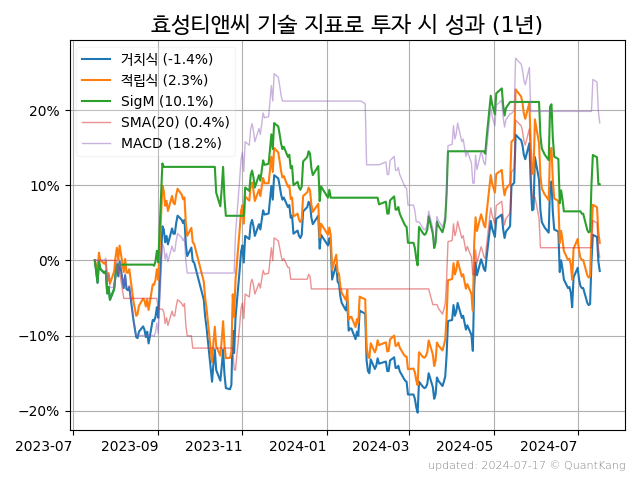 효성티앤씨 기술 지표로 투자 시 성과 (1년)
거치식 (-1.4%)
적립식 (2.3%)
SigM (10.1%)
SMA(20) (0.4%)
MACD (18.2%)
20%
10%
0%
−10%
−20%
2023-07 2023-09 2023-11 2024-01 2024-03 2024-05 2024-07
updated: 2024-07-17 © QuantKang